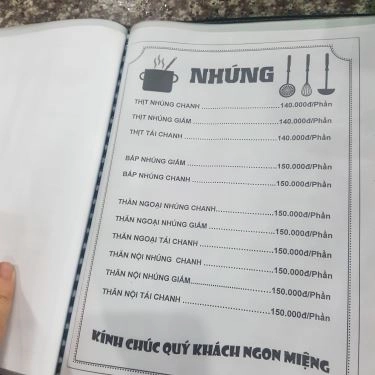 NHÚNG
THỊT NHÚNG CHANH ........................140.000đ/Phần
THỊT NHÚNG GIẤM ........................140.000đ/Phần
THỊT TÁI CHANH ........................140.000đ/Phần
BẮP NHÚNG GIẤM ........................150.000đ/Phần
BẮP NHÚNG CHANH ........................150.000đ/Phần
THĂN NGOẠI NHÚNG CHANH........................150.000đ/Phần
THĂN NGOẠI NHÚNG GIẤM ........................150.000đ/Phần
THĂN NGOẠI TÁI CHANH ........................150.000đ/Phần
THĂN NỘI NHÚNG CHANH ........................150.000đ/Phần
THĂN NỘI NHÚNG GIẤM........................150.000đ/Phần
THĂN NỘI TÁI CHANH ........................150.000đ/Phần
KÍNH CHÚC QUÝ KHÁCH NGON MIỆNG